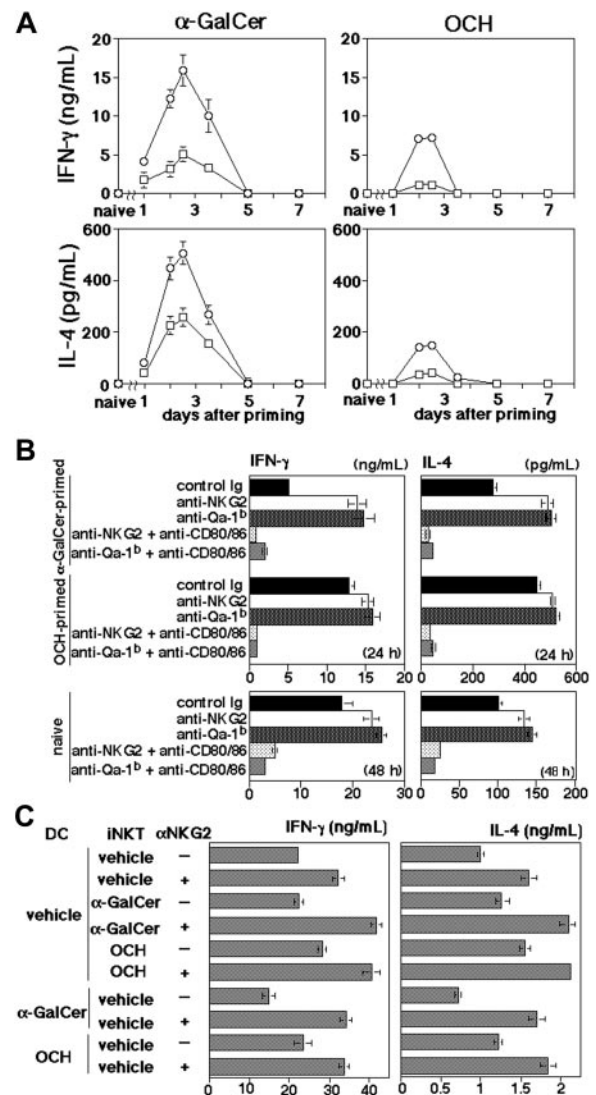 A
α-GalCer
OCH
IFN-γ (ng/mL)
20
15
10
5
0
20
15
10
5
0
naive 1 3 5 7
naive 1 3 5 7
IL-4 (pg/mL)
600
400
200
0
600
400
200
0
naive 1 3 5 7
naive 1 3 5 7
days after priming
days after priming
B
IFN-γ (ng/mL)
IL-4 (pg/mL)
α-GalCer-primed
control Ig
anti-NKG2
anti-Qa-1b
anti-NKG2 + anti-CD80/86
anti-Qa-1b + anti-CD80/86
OCH-primed
control Ig
anti-NKG2
anti-Qa-1b
anti-NKG2 + anti-CD80/86
anti-Qa-1b + anti-CD80/86
(24 h)
(24 h)
0 5 10 15 20
0 200 400 600
naive
control Ig
anti-NKG2
anti-Qa-1b
anti-NKG2 + anti-CD80/86
anti-Qa-1b + anti-CD80/86
(48 h)
(48 h)
0 10 20 30
0 50 100 150 200
C
DC iNKT αNKG2
IFN-γ (ng/mL)
IL-4 (ng/mL)
vehicle
vehicle −
vehicle +
α-GalCer −
α-GalCer +
OCH −
OCH +
α-GalCer
vehicle −
vehicle +
OCH
vehicle −
vehicle +
0 10 20 30 40
0 0.5 1 1.5 2